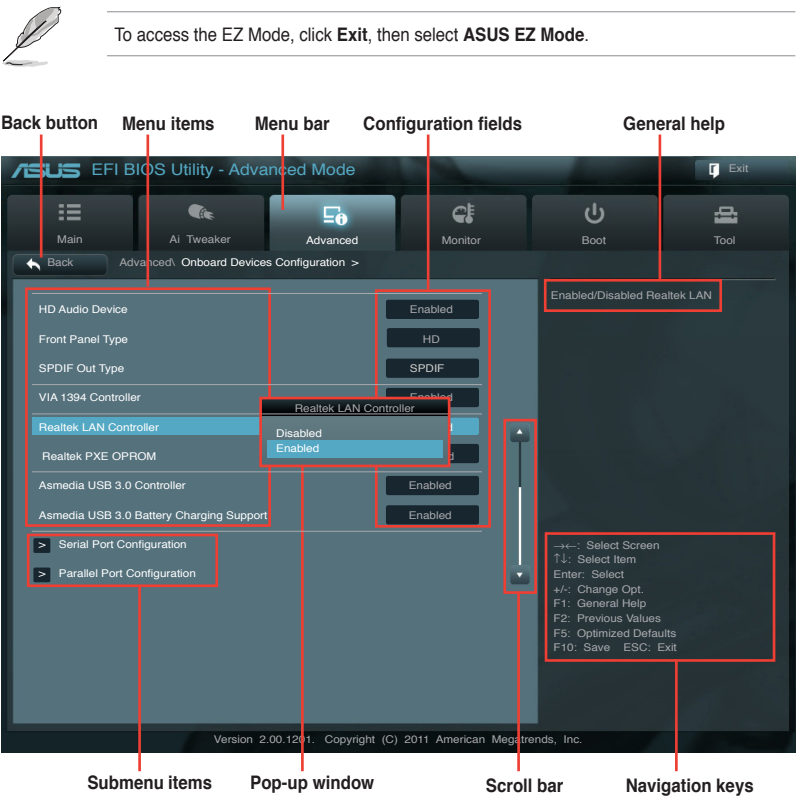 To access the EZ Mode, click Exit, then select ASUS EZ Mode.
Back button Menu items Menu bar Configuration fields General help
ASUS EFI BIOS Utility - Advanced Mode Exit
Main Ai Tweaker Advanced Monitor Boot Tool
Back Advanced\ Onboard Devices Configuration >
Enabled/Disabled Realtek LAN
HD Audio Device Enabled
Front Panel Type HD
SPDIF Out Type SPDIF
VIA 1394 Controller Enabled
Realtek LAN Controller
Realtek PXE OPROM
Realtek LAN Controller
Disabled
Enabled
Asmedia USB 3.0 Controller Enabled
Asmedia USB 3.0 Battery Charging Support Enabled
> Serial Port Configuration
> Parallel Port Configuration
→←: Select Screen
↑↓: Select Item
Enter: Select
+/-: Change Opt.
F1: General Help
F2: Previous Values
F5: Optimized Defaults
F10: Save ESC: Exit
Version 2.00.1201. Copyright (C) 2011 American Megatrends, Inc.
Submenu items Pop-up window Scroll bar Navigation keys